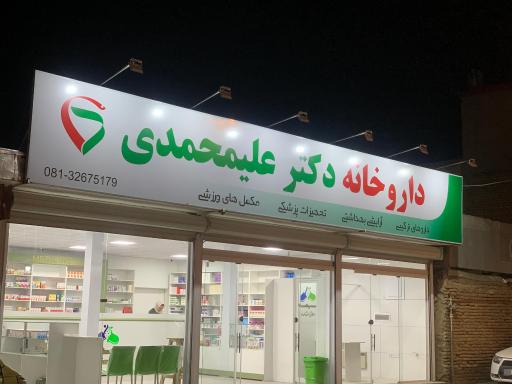 داروخانه دکتر علیمحمدی
داروهای ترکیبی آرایشی بهداشتی تجهیزات پزشکی مکمل های ورزشی
081-32675179